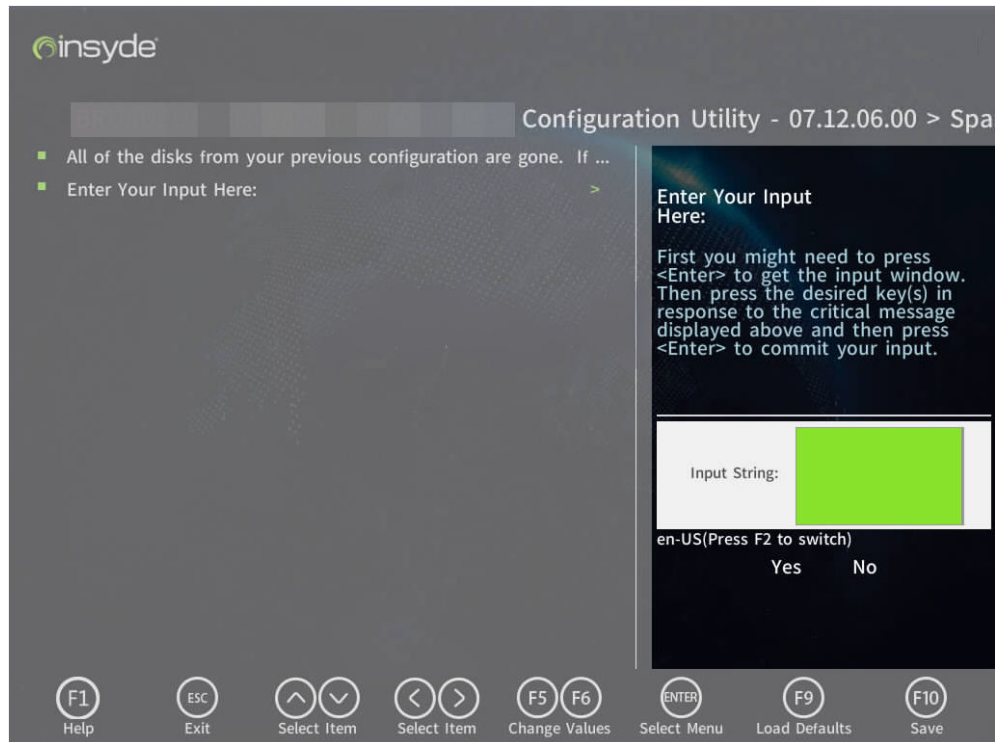 insyde
Configuration Utility - 07.12.06.00 > Spa
All of the disks from your previous configuration are gone. If ...
Enter Your Input Here: >
Enter Your Input
Here:
First you might need to press
<Enter> to get the input window.
Then press the desired key(s) in
response to the critical message
displayed above and then press
<Enter> to commit your input.
Input String:
en-US(Press F2 to switch)
Yes No
F1 ESC F5 F6 ENTER F9 F10
Help Exit Select Item Select Item Change Values Select Menu Load Defaults Save